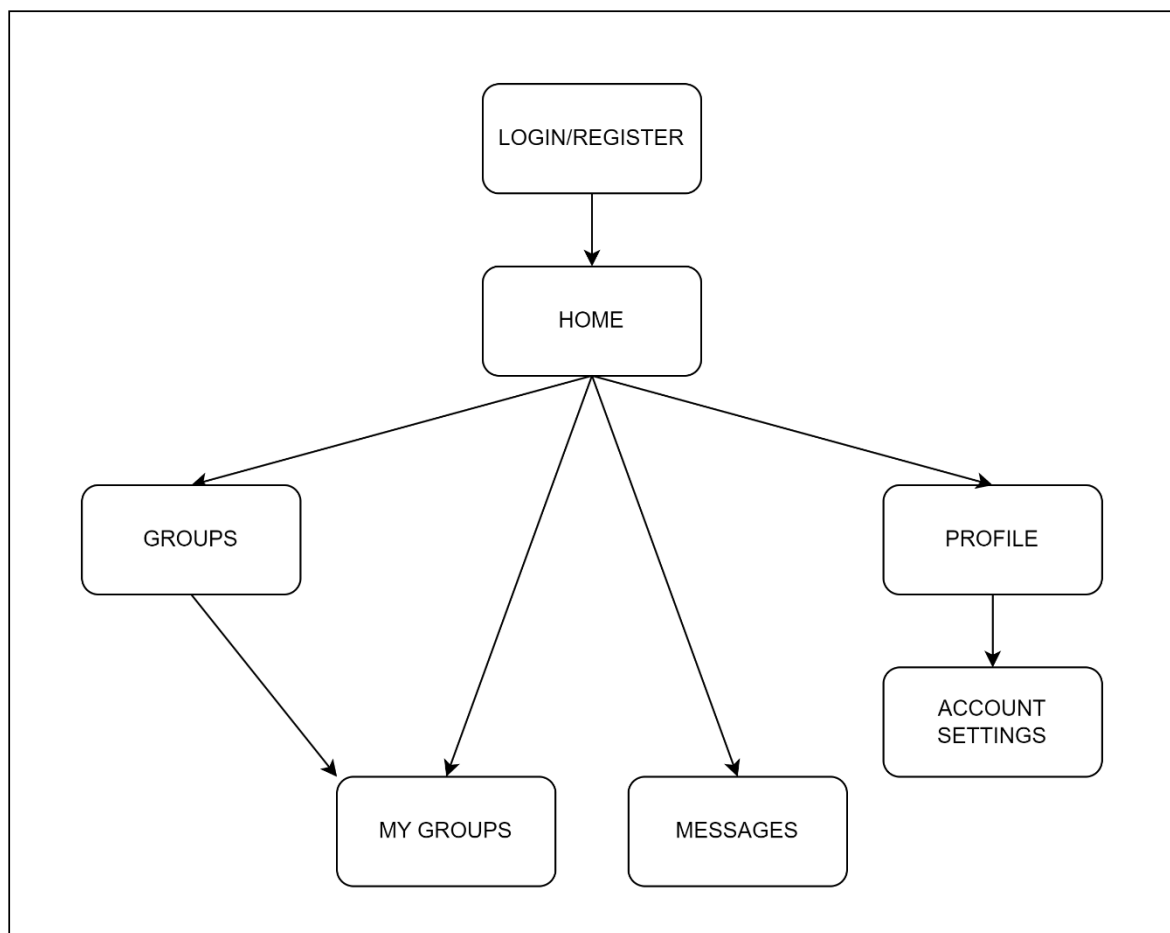 LOGIN/REGISTER
HOME
GROUPS
PROFILE
ACCOUNT
SETTINGS
MY GROUPS
MESSAGES